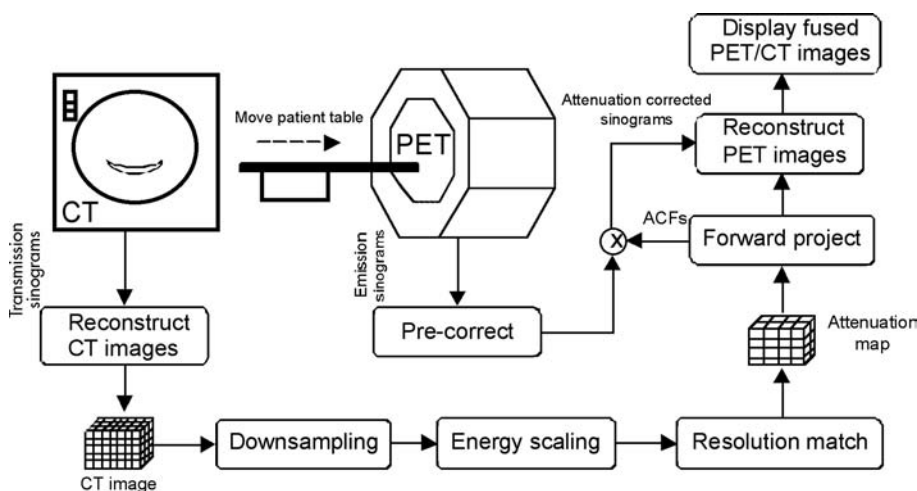 Display fused
PET/CT images
Attenuation corrected
sinograms
Move patient table
Reconstruct
PET images
PET
CT
ACFs
X
Forward project
Transmission
sinograms
Emission
sinograms
Reconstruct
CT images
Pre-correct
Attenuation
map
Downsampling
Energy scaling
Resolution match
CT image